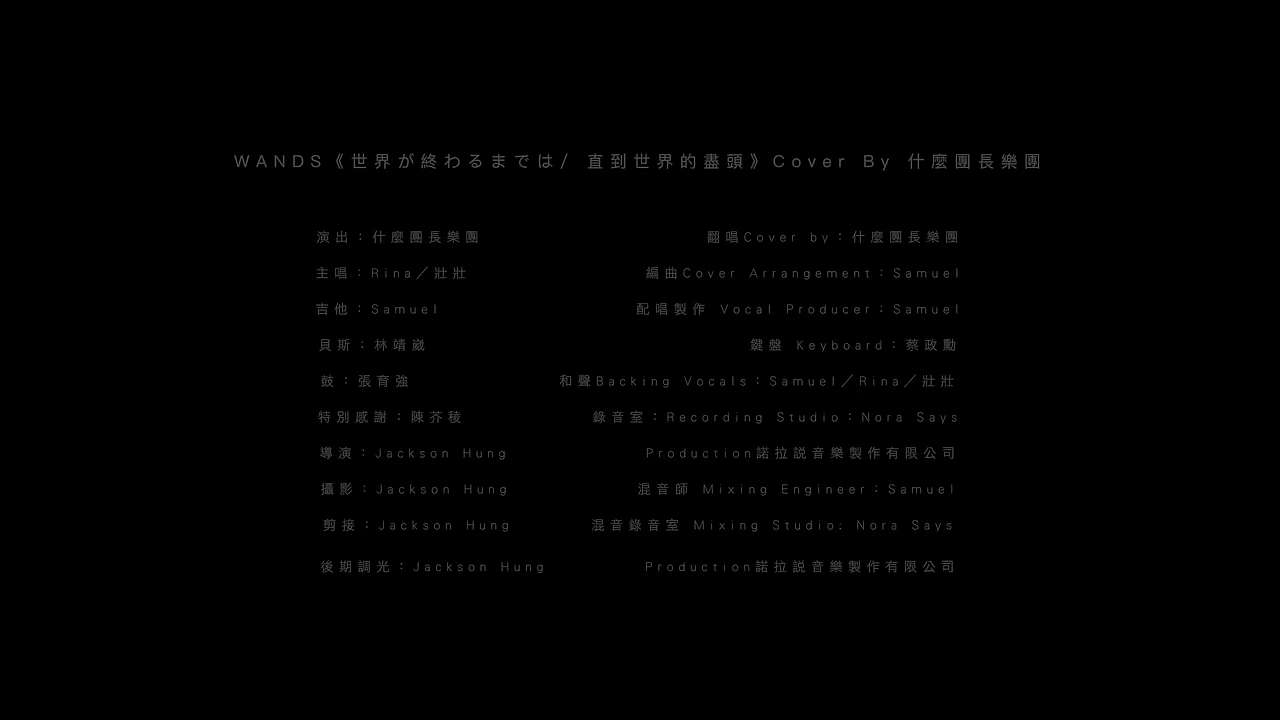 WANDS《世界が終わるまでは/ 直到世界的盡頭》Cover By 什麼團長樂團
演出：什麼團長樂團
主唱：Rina／壯壯
吉他：Samuel
貝斯：林靖崴
鼓：張育強
特別感謝：陳芥稜
導演：Jackson Hung
攝影：Jackson Hung
剪接：Jackson Hung
後期調光：Jackson Hung
翻唱Cover by：什麼團長樂團
編曲Cover Arrangement：Samuel
配唱製作 Vocal Producer：Samuel
鍵盤 Keyboard：蔡政勳
和聲Backing Vocals：Samuel／Rina／壯壯
錄音室：Recording Studio：Nora Says
Production諾拉説音樂製作有限公司
混音師 Mixing Engineer：Samuel
混音錄音室 Mixing Studio: Nora Says
Production諾拉説音樂製作有限公司